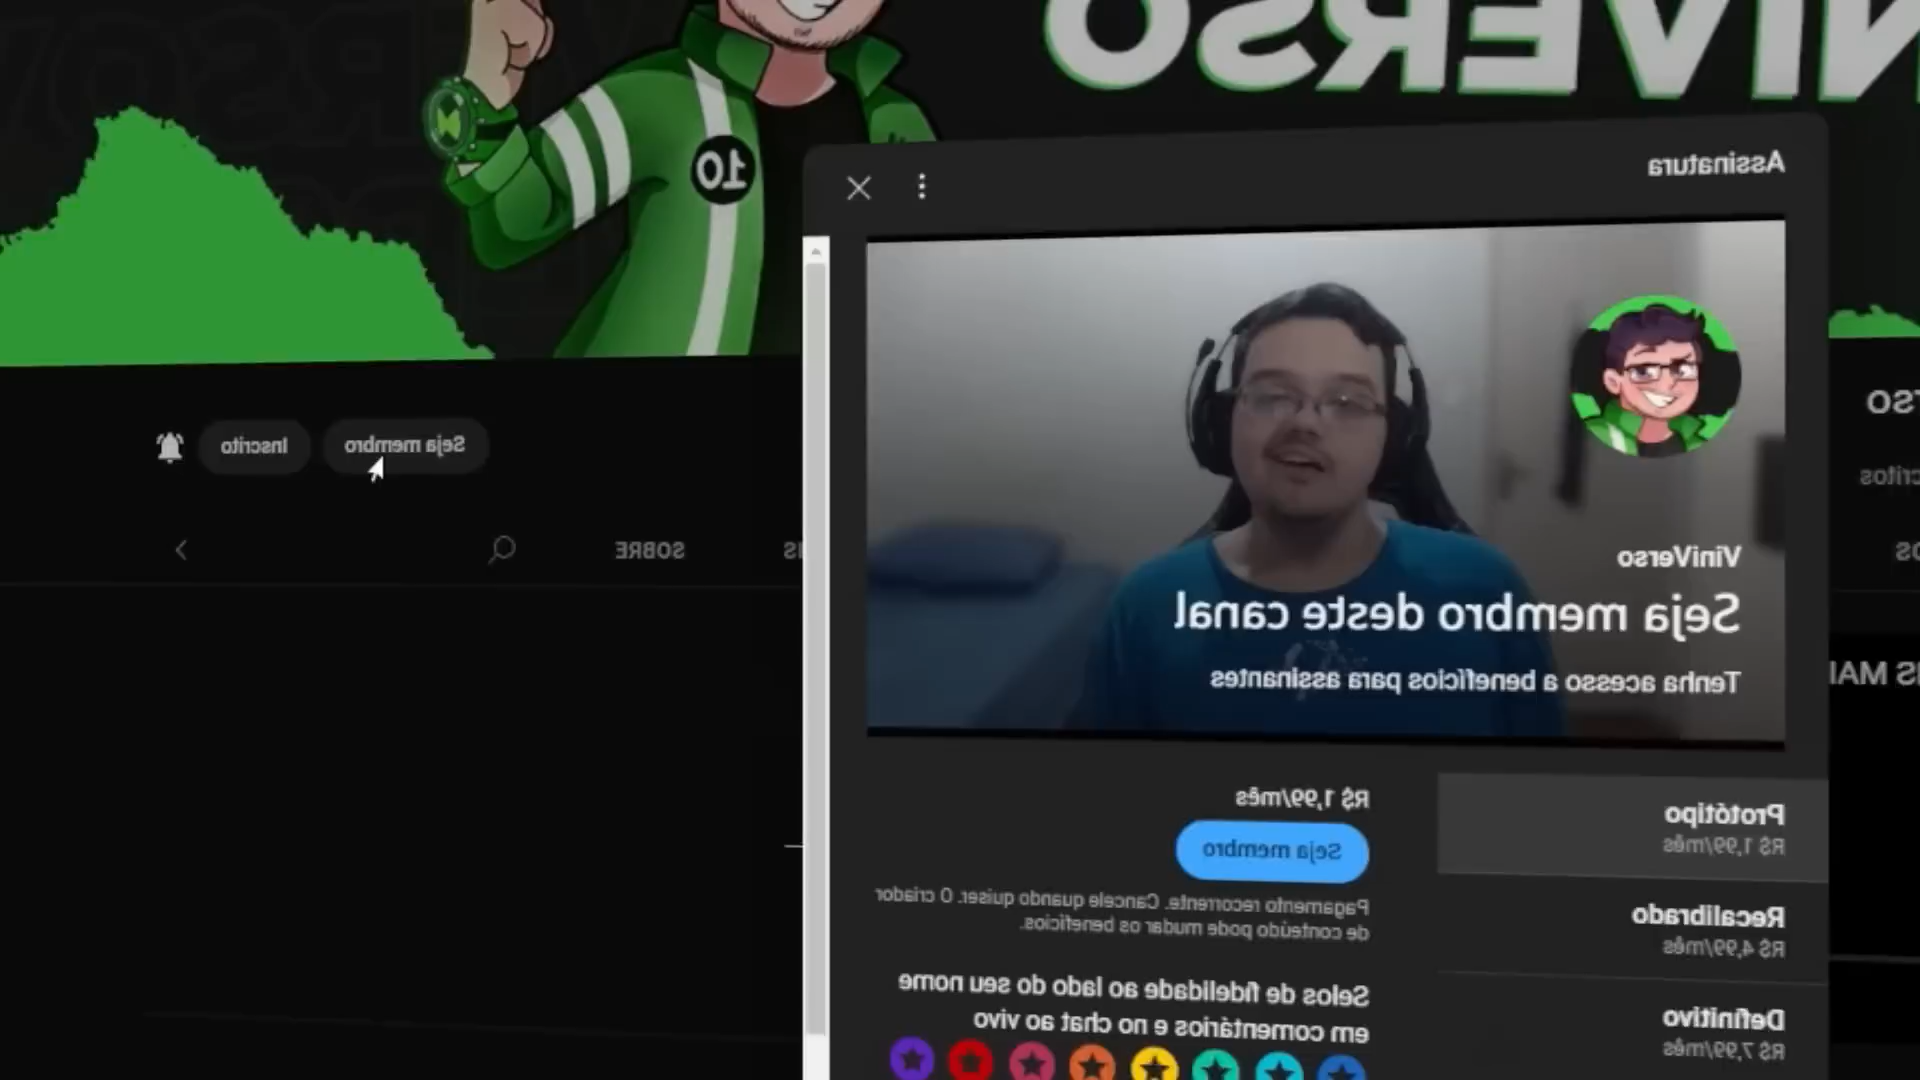 NIVERSO
10
Assinatura
Inscrito
Seja membro
SOBRE
ViniVerso
Seja membro deste canal
Tenha acesso a benefícios para assinantes
Protótipo
R$ 1,99/mês
Recalibrado
R$ 4,99/mês
Definitivo
R$ 7,99/mês
R$ 1,99/mês
Seja membro
Pagamento recorrente. Cancele quando quiser. O criador
de conteúdo pode mudar os benefícios.
Selos de fidelidade ao lado do seu nome
em comentários e no chat ao vivo